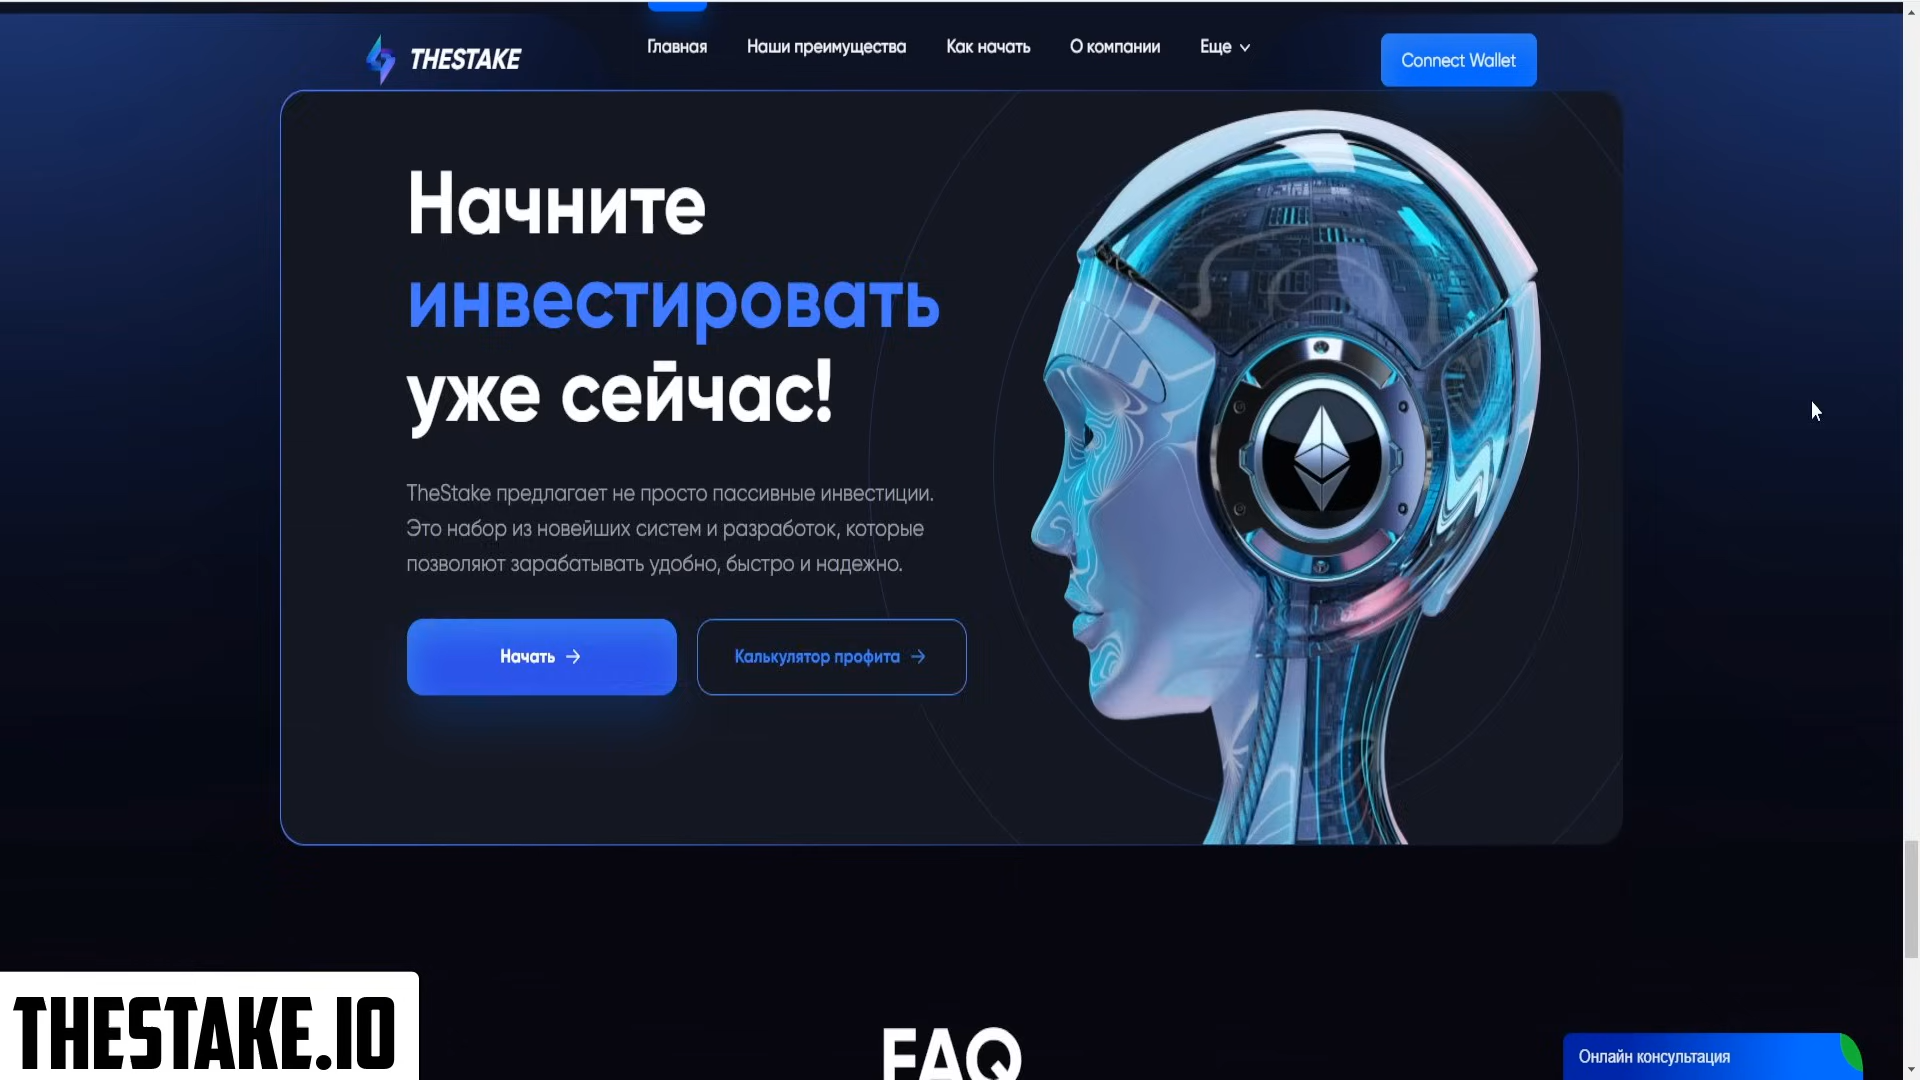 THESTAKE
Главная
Наши преимущества
Как начать
О компании
Еще
Connect Wallet
Начните
инвестировать
уже сейчас!
TheStake предлагает не просто пассивные инвестиции.
Это набор из новейших систем и разработок, которые
позволяют зарабатывать удобно, быстро и надежно.
Начать →
Калькулятор профита →
FAQ
THESTAKE.IO
Онлайн консультация